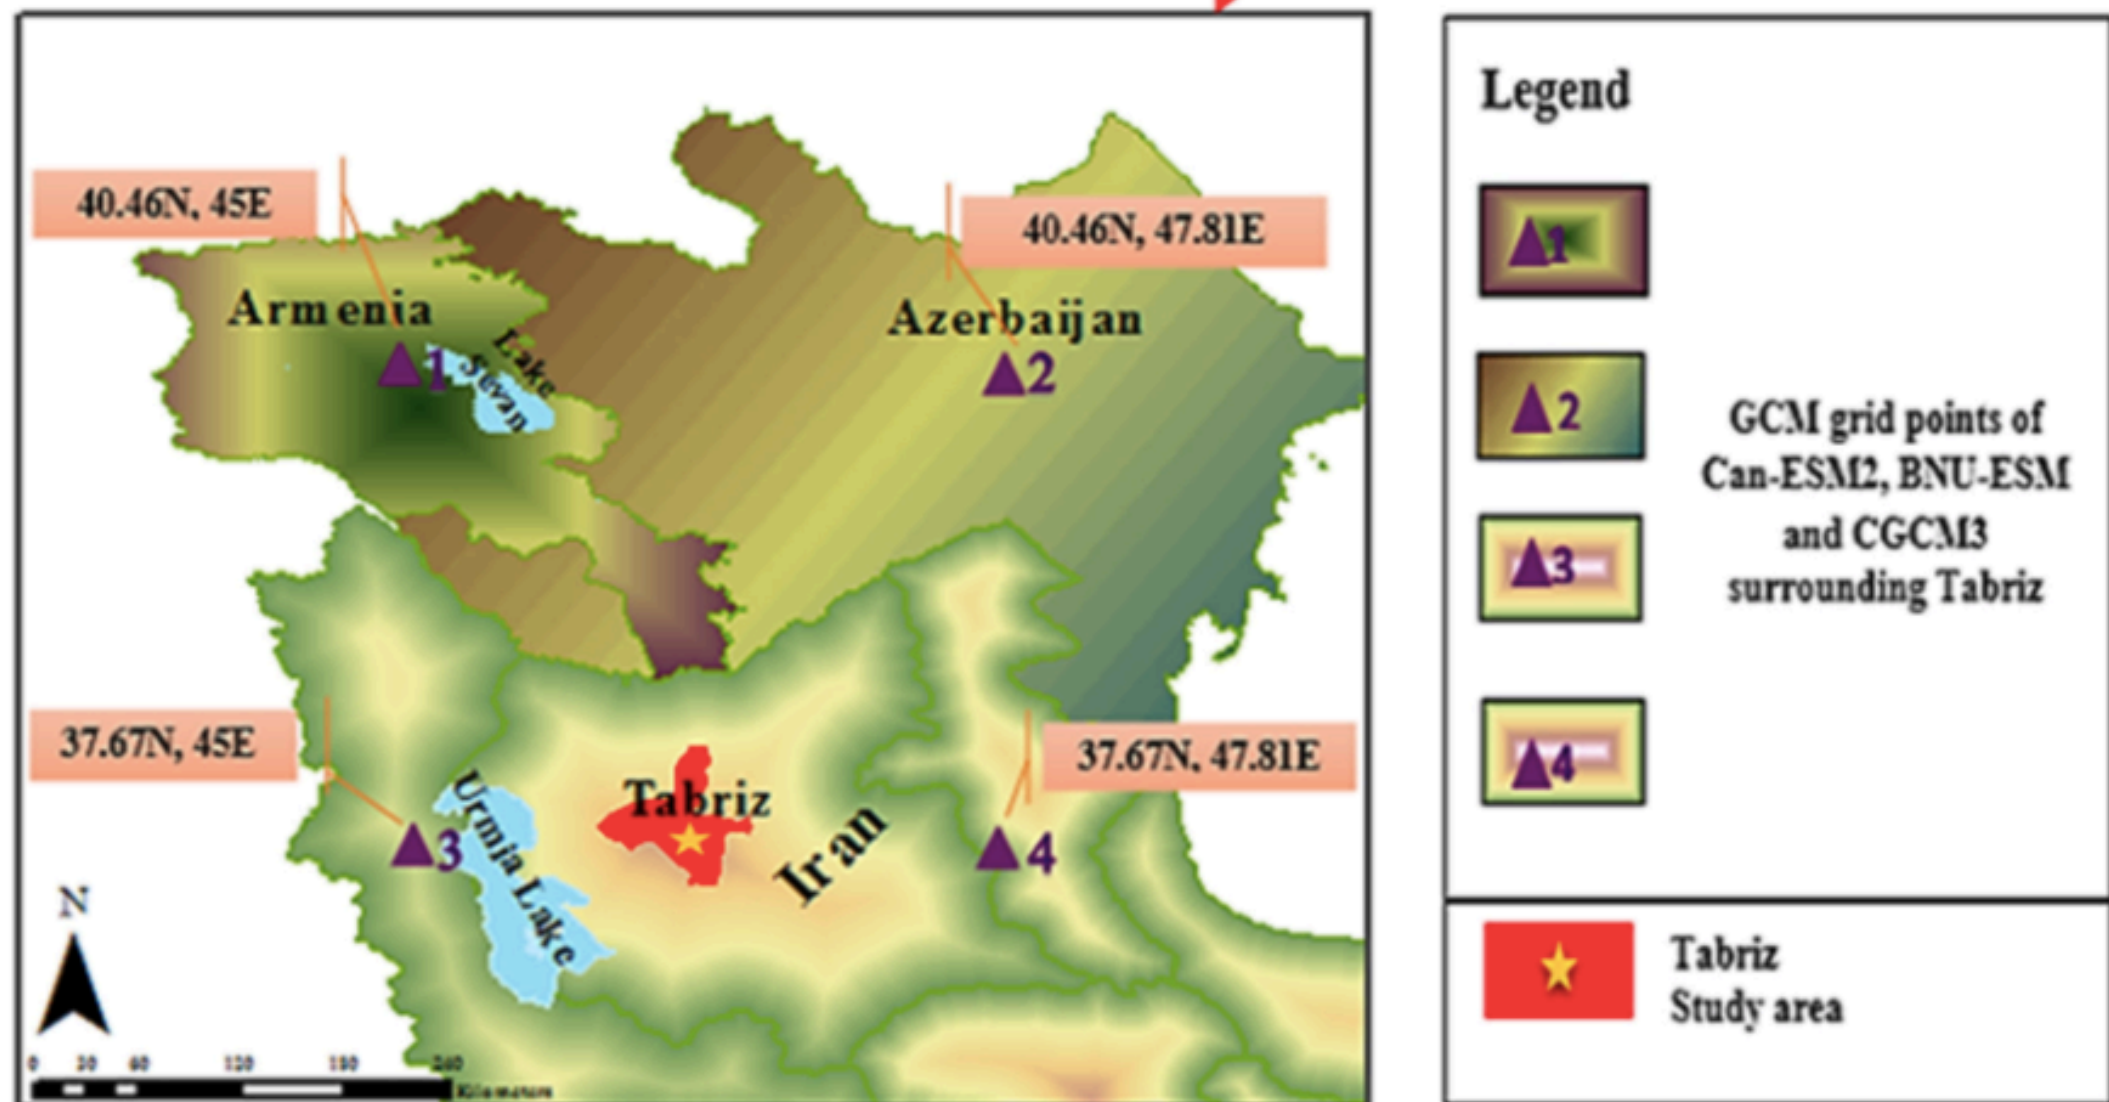 40.46N, 45E
40.46N, 47.81E
Armenia
Azerbaijan
1
Lake
Sevan
2
37.67N, 45E
37.67N, 47.81E
Tabriz
Iran
3
Urmia Lake
4
N
0 30 60 120 180 240
Kilometers
Legend
1
2
3
4
GCM grid points of
Can-ESM2, BNU-ESM
and CGCM3
surrounding Tabriz
Tabriz
Study area